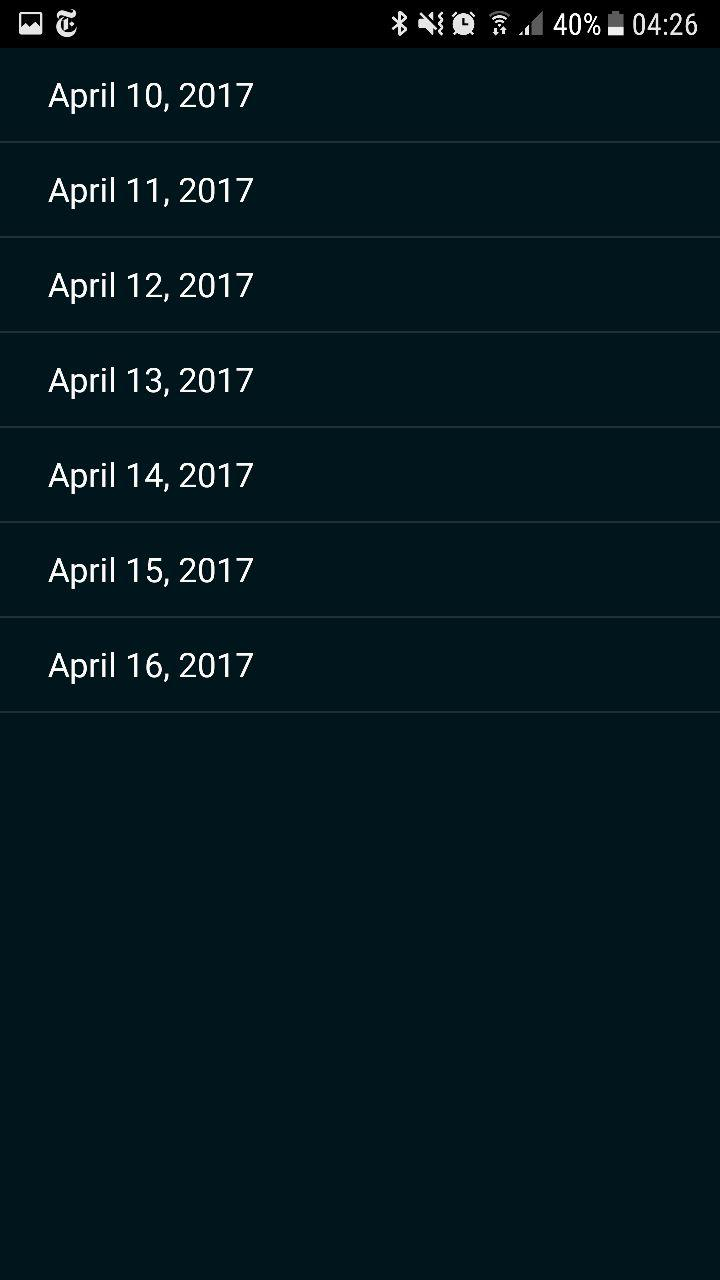 40% 04:26
April 10, 2017
April 11, 2017
April 12, 2017
April 13, 2017
April 14, 2017
April 15, 2017
April 16, 2017